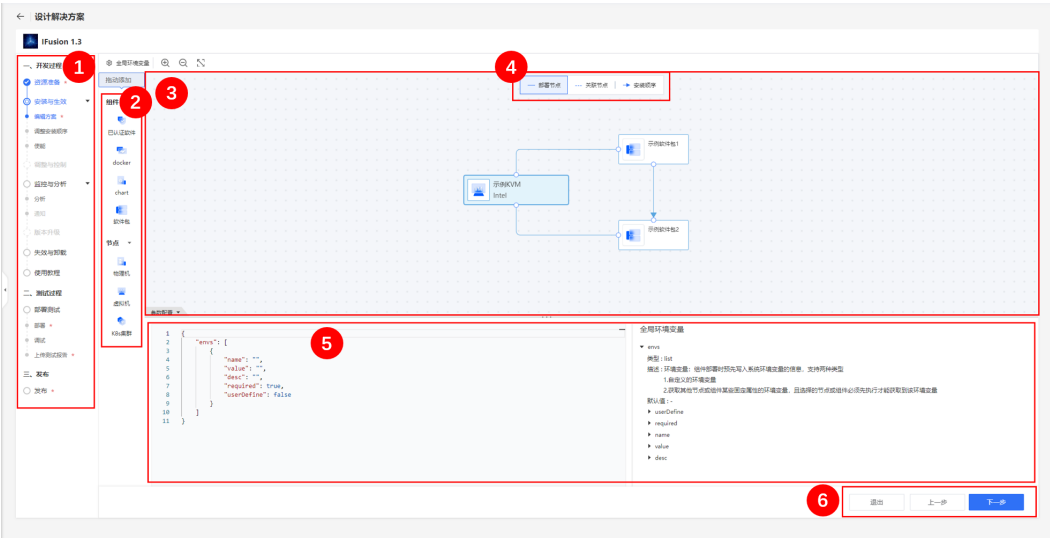 ← 设计解决方案
IFusion 1.3
一、开发过程
1
资源准备
安装与生效
编辑方案
调整安装顺序
使能
调整与控制
监控与分析
分析
通知
版本升级
失效与卸载
使用教程
二、测试过程
部署测试
部署
调试
上传测试报告
三、发布
发布
全局环境变量
拖动添加
2
组件
已认证软件
docker
chart
软件包
节点
物理机
虚拟机
K8s集群
3
4
部署节点
关联节点
安装顺序
示例KVM
Intel
示例软件包1
示例软件包2
参数配置
5
1 {
2 "envs": [
3 {
4 "name": "",
5 "value": "",
6 "desc": "",
7 "required": true,
8 "userDefine": false
9 }
10 ]
11 }
全局环境变量
envs
类型 : list
描述 : 环境变量：组件部署时预先写入系统环境变量的信息，支持两种类型
1.自定义的环境变量
2.获取其他节点或组件某些固定属性的环境变量，且选择的节点或组件必须先执行才能获取到该环境变量
默认值 : -
userDefine
required
name
value
desc
6
退出
上一步
下一步